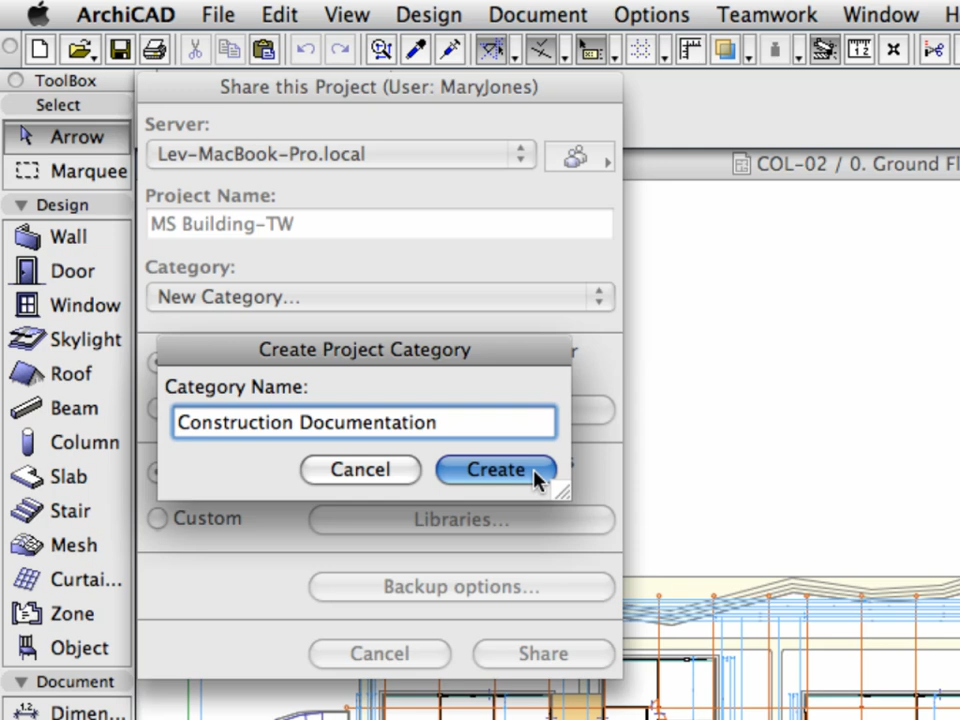 ArchiCAD File Edit View Design Document Options Teamwork Window H
ToolBox
Select
Arrow
Marquee
Design
Wall
Door
Window
Skylight
Roof
Beam
Column
Slab
Stair
Mesh
Curtai...
Zone
Object
Document
Dimen...
Share this Project (User: MaryJones)
Server:
Lev-MacBook-Pro.local
Project Name:
MS Building-TW
Category:
New Category...
Create Project Category
Category Name:
Construction Documentation
Cancel Create
Custom Libraries...
Backup options...
Cancel Share
COL-02 / 0. Ground Fl